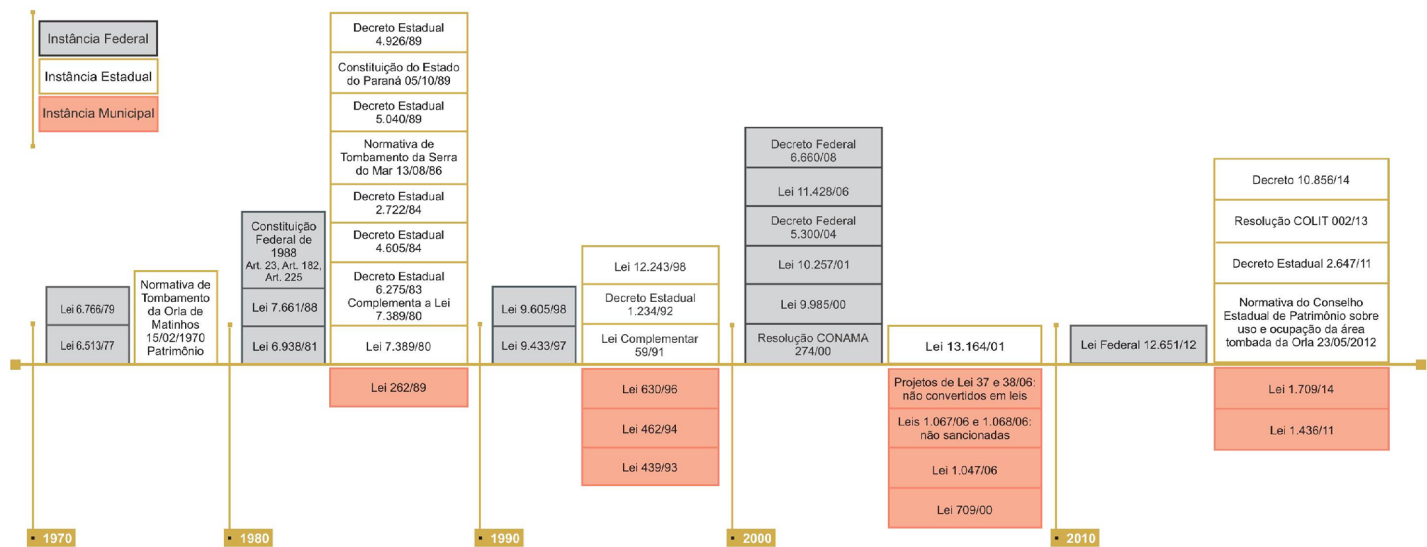 Instância Federal
Instância Estadual
Instância Municipal
Lei 6.766/79
Lei 6.513/77
Normativa de
Tombamento
da Orla de
Matinhos
15/02/1970
Patrimônio
Constituição
Federal de
1988
Art. 23, Art. 182,
Art. 225
Lei 7.661/88
Lei 6.938/81
Decreto Estadual
4.926/89
Constituição do Estado
do Paraná 05/10/89
Decreto Estadual
5.040/89
Normativa de
Tombamento da Serra
do Mar 13/08/86
Decreto Estadual
2.722/84
Decreto Estadual
4.605/84
Decreto Estadual
6.275/83
Complementa a Lei
7.389/80
Lei 7.389/80
Lei 262/89
Lei 9.605/98
Lei 9.433/97
Lei 12.243/98
Decreto Estadual
1.234/92
Lei Complementar
59/91
Lei 630/96
Lei 462/94
Lei 439/93
Decreto Federal
6.660/08
Lei 11.428/06
Decreto Federal
5.300/04
Lei 10.257/01
Lei 9.985/00
Resolução CONAMA
274/00
Lei 13.164/01
Projetos de Lei 37 e 38/06:
não convertidos em leis
Leis 1.067/06 e 1.068/06:
não sancionadas
Lei 1.047/06
Lei 709/00
Lei Federal 12.651/12
Decreto 10.856/14
Resolução COLIT 002/13
Decreto Estadual 2.647/11
Normativa do Conselho
Estadual de Patrimônio sobre
uso e ocupação da área
tombada da Orla 23/05/2012
Lei 1.709/14
Lei 1.436/11
1970
1980
1990
2000
2010